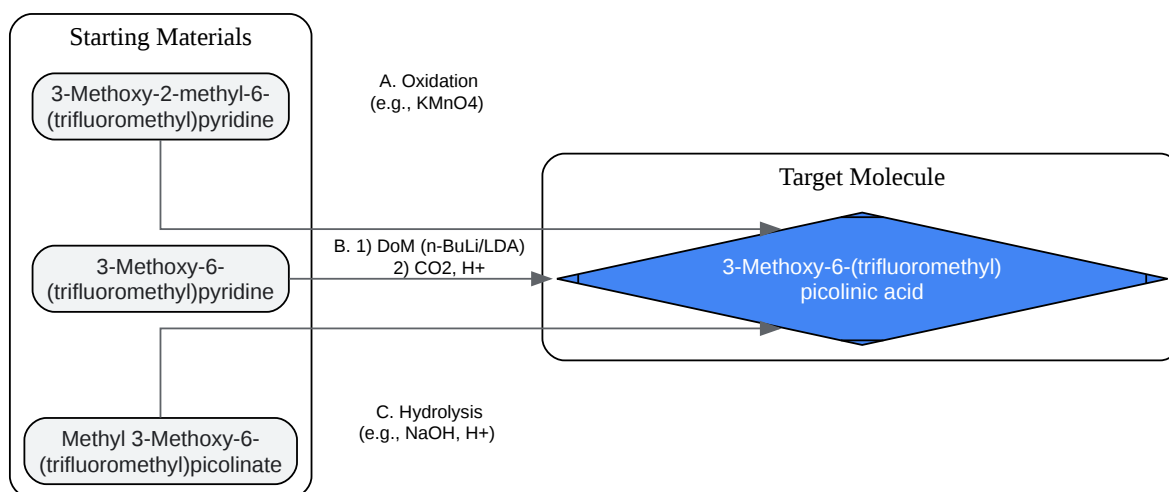 Starting Materials
3-Methoxy-2-methyl-6-
(trifluoromethyl)pyridine
A. Oxidation
(e.g., KMnO4)
Target Molecule
3-Methoxy-6-
(trifluoromethyl)pyridine
B. 1) DoM (n-BuLi/LDA)
2) CO2, H+
3-Methoxy-6-(trifluoromethyl)
picolinic acid
Methyl 3-Methoxy-6-
(trifluoromethyl)picolinate
C. Hydrolysis
(e.g., NaOH, H+)